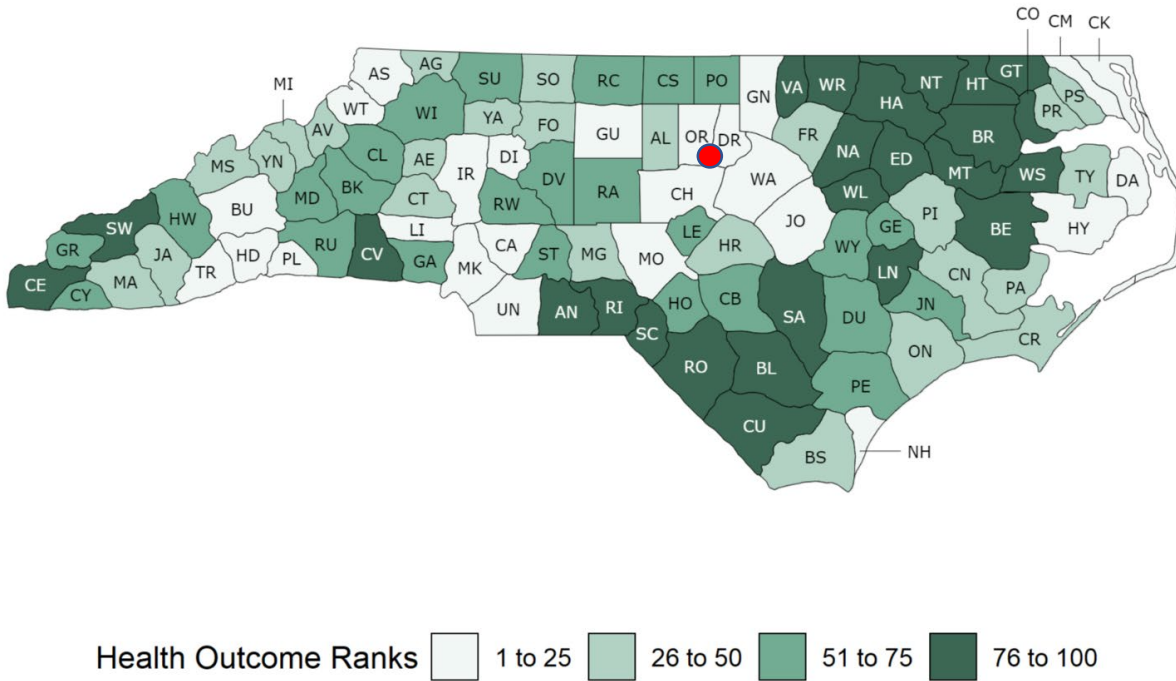 CO CM CK
AS AG SU SO RC CS PO GN VA WR NT HT GT
MI WT WI YA FO GU AL OR DR FR HA PR PS
AV CL AE IR DI DV RA WA NA ED BR
MS YN MD BK CT RW CH WL MT WS TY DA
SW HW BU RU CV LI CA ST MG MO LE HR JO WY GE PI BE HY
GR JA TR HD PL GA MK LN CN PA
CE CY MA UN AN RI SC HO CB SA DU JN CR
RO BL PE ON
CU BS NH
Health Outcome Ranks 1 to 25 26 to 50 51 to 75 76 to 100